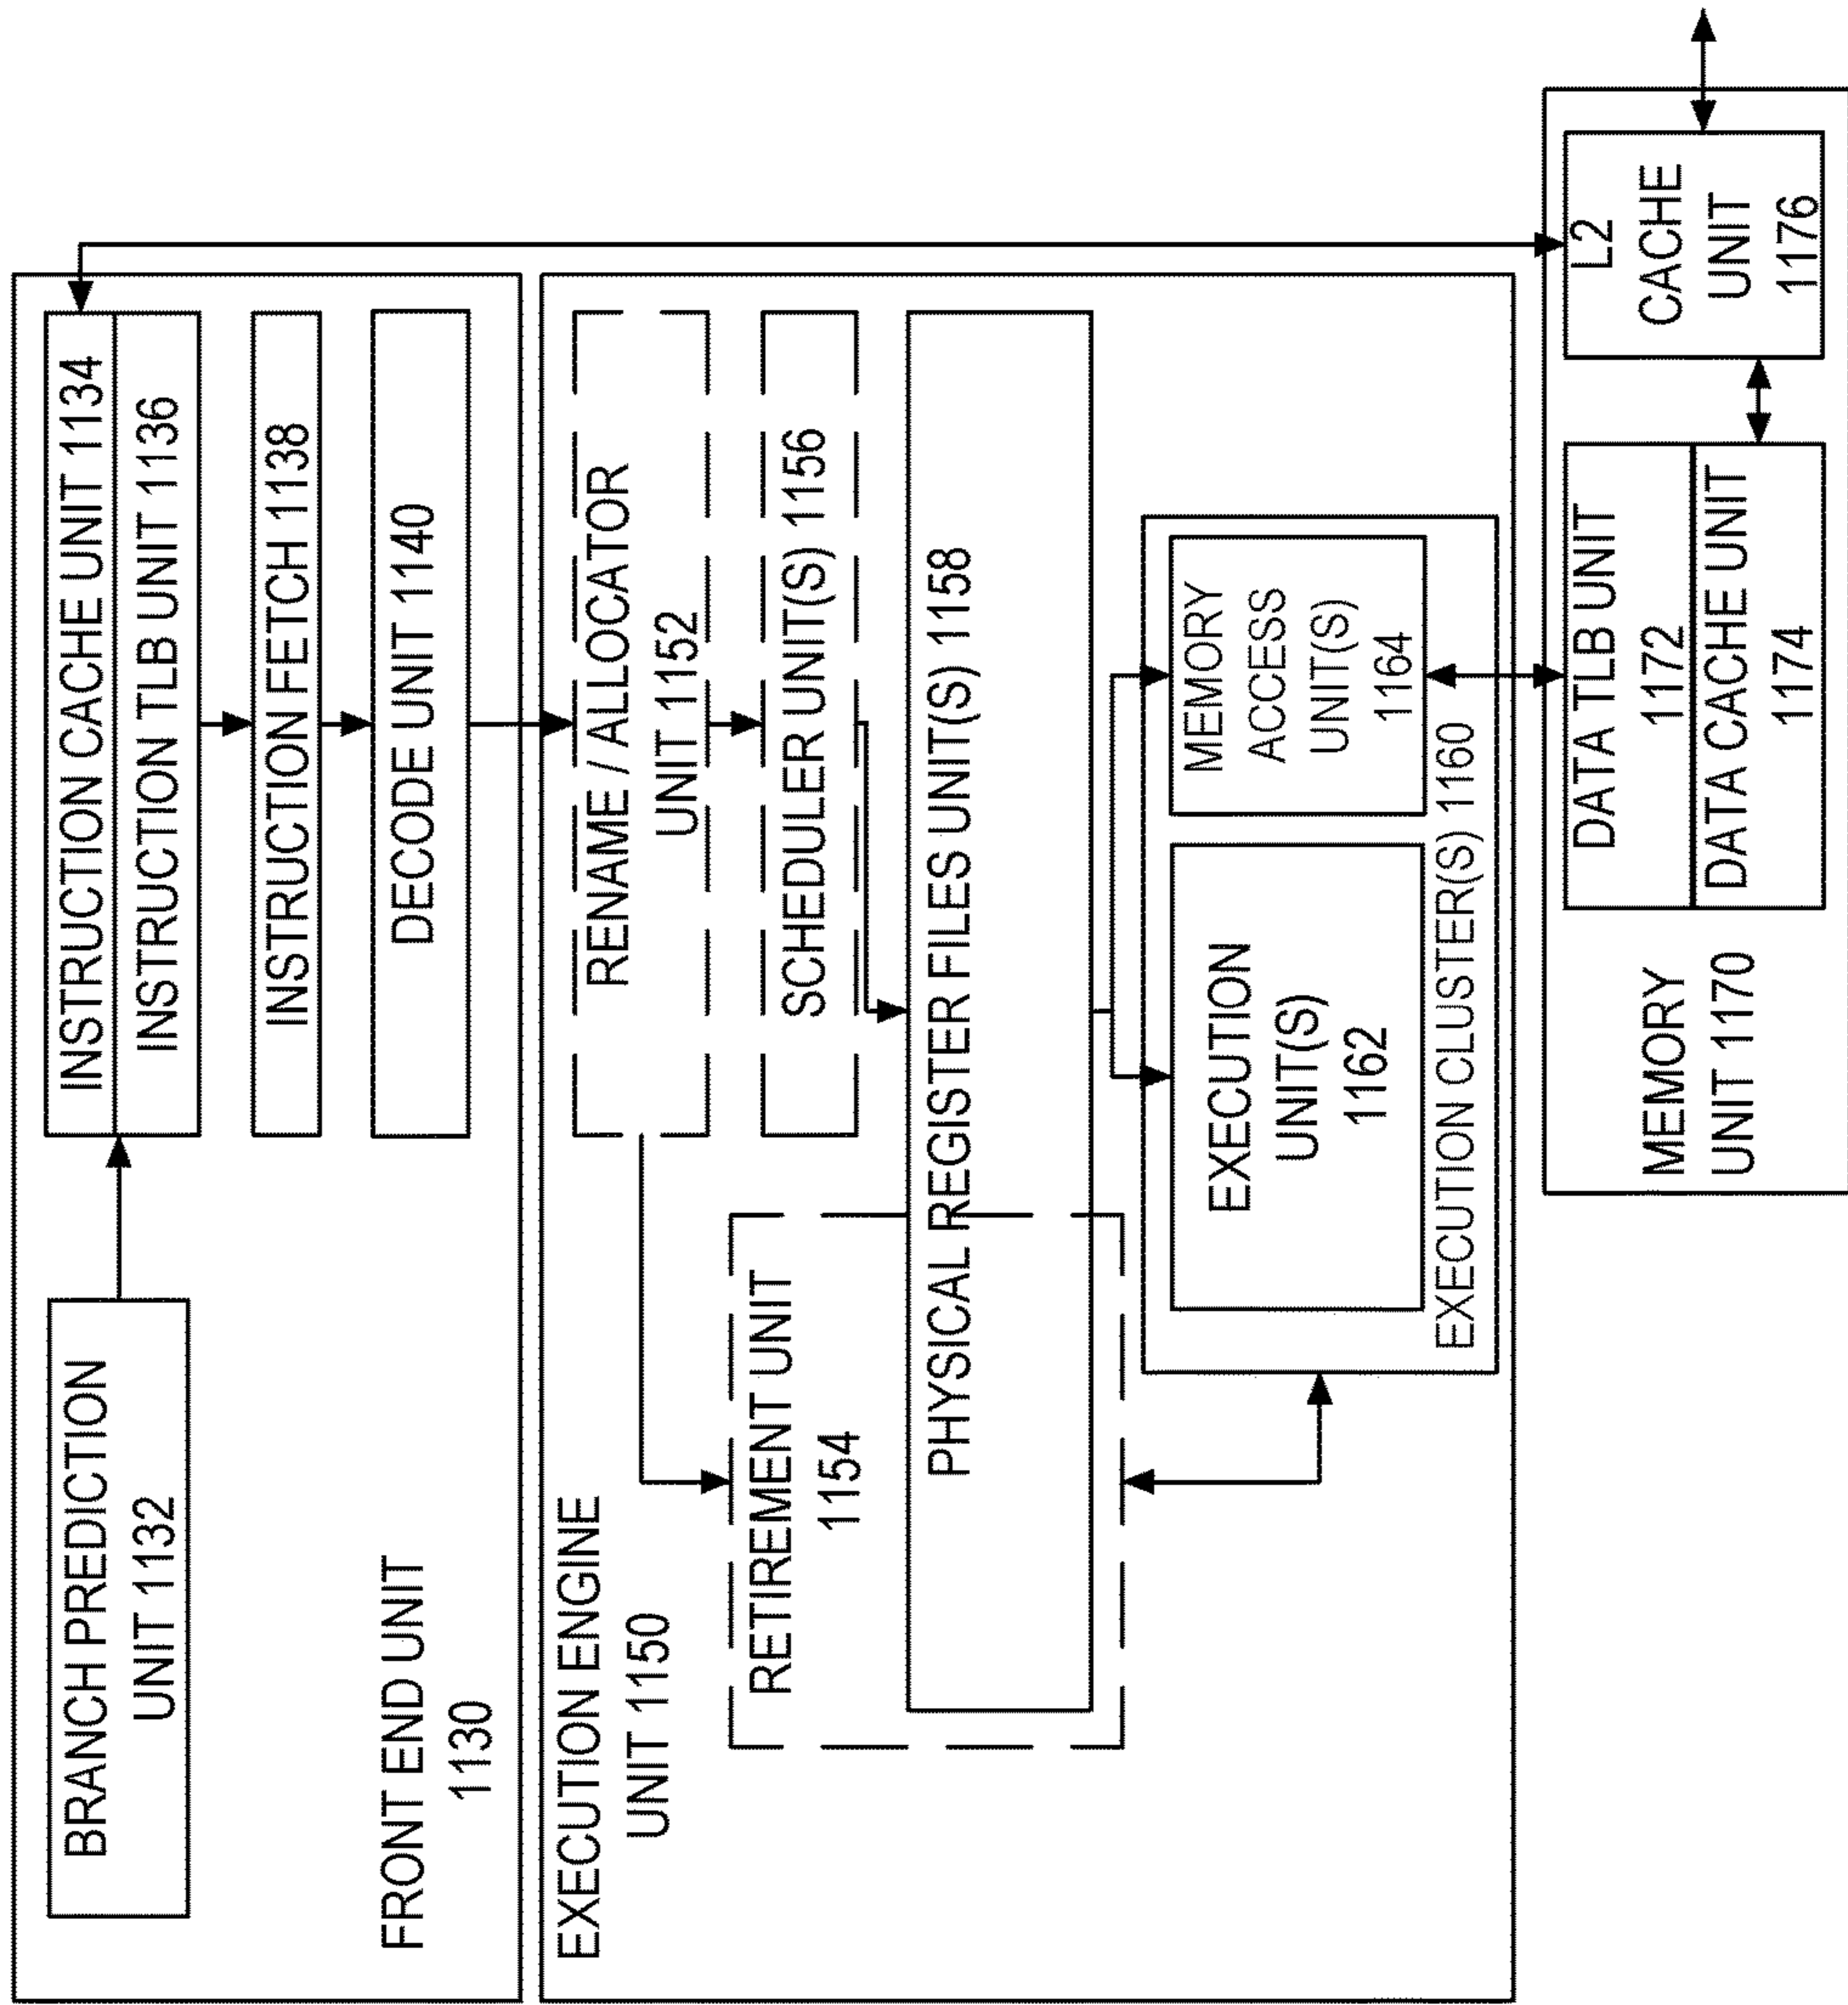 BRANCH PREDICTION
UNIT 1132
INSTRUCTION CACHE UNIT 1134
INSTRUCTION TLB UNIT 1136
INSTRUCTION FETCH 1138
DECODE UNIT 1140
FRONT END UNIT
1130
EXECUTION ENGINE
UNIT 1150
RENAME / ALLOCATOR
UNIT 1152
RETIREMENT UNIT
1154
SCHEDULER UNIT(S) 1156
PHYSICAL REGISTER FILES UNIT(S) 1158
EXECUTION
UNIT(S)
1162
MEMORY
ACCESS
UNIT(S)
1164
EXECUTION CLUSTER(S) 1160
MEMORY
UNIT 1170
DATA TLB UNIT
1172
DATA CACHE UNIT
1174
L2
CACHE
UNIT
1176